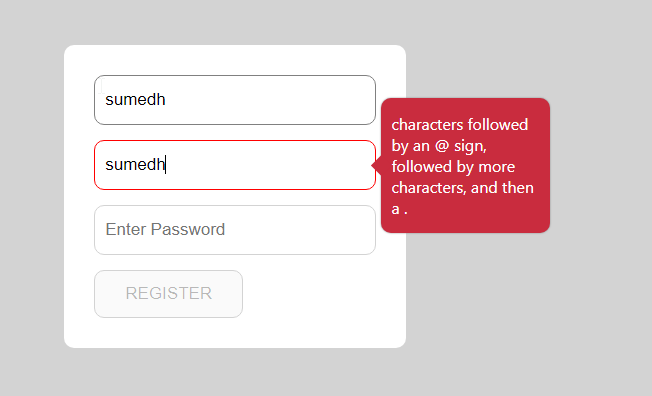 sumedh
sumedh
characters followed
by an @ sign,
followed by more
characters, and then
a .
Enter Password
REGISTER